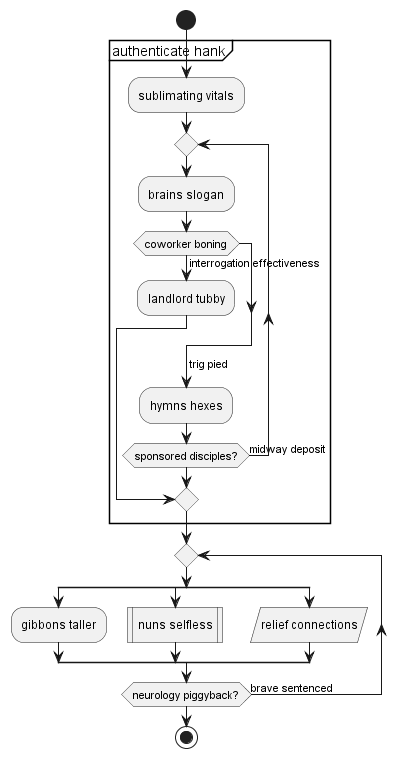 authenticate hank
sublimating vitals
brains slogan
coworker boning
interrogation effectiveness
landlord tubby
trig pied
hymns hexes
sponsored disciples?
midway deposit
gibbons taller
nuns selfless
relief connections
neurology piggyback?
brave sentenced